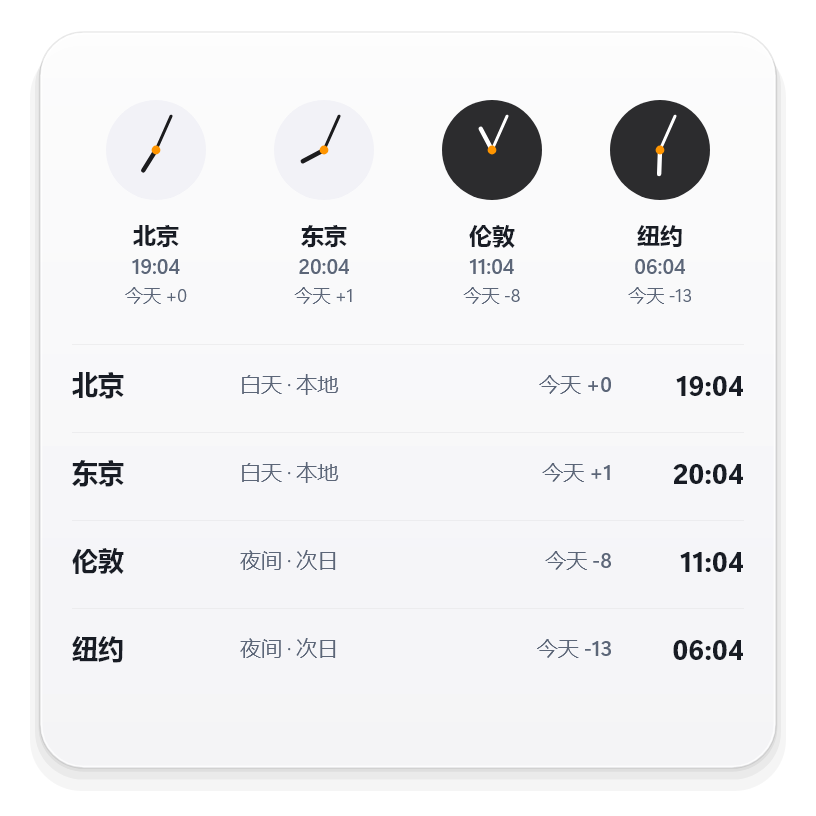 北京 东京 伦敦 纽约
19:04 20:04 11:04 06:04
今天 +0 今天 +1 今天 -8 今天 -13
北京 白天 · 本地 今天 +0 19:04
东京 白天 · 本地 今天 +1 20:04
伦敦 夜间 · 次日 今天 -8 11:04
纽约 夜间 · 次日 今天 -13 06:04